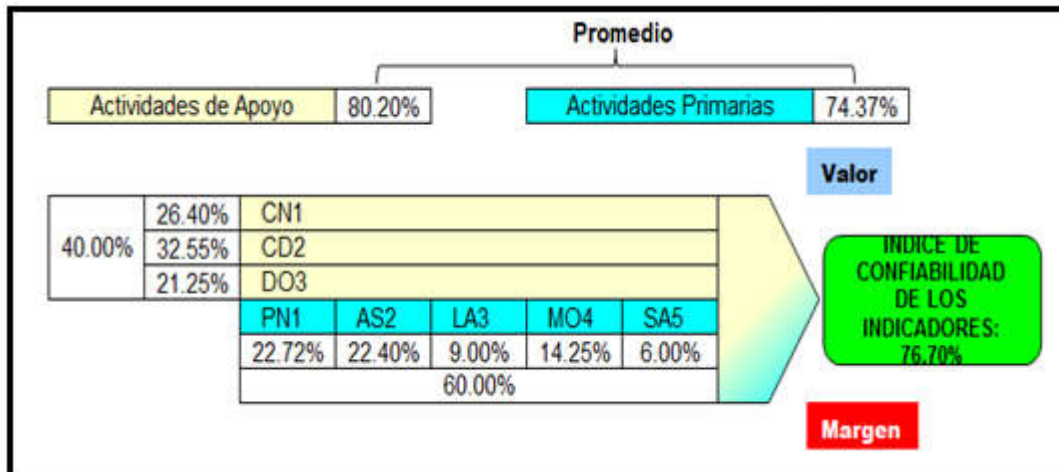 Promedio
Actividades de Apoyo 80.20% Actividades Primarias 74.37%
Valor
40.00%
26.40% CN1
32.55% CD2
21.25% DO3
PN1 AS2 LA3 MO4 SA5
22.72% 22.40% 9.00% 14.25% 6.00%
60.00%
INDICE DE
CONFIABILIDAD
DE LOS
INDICADORES:
76.70%
Margen